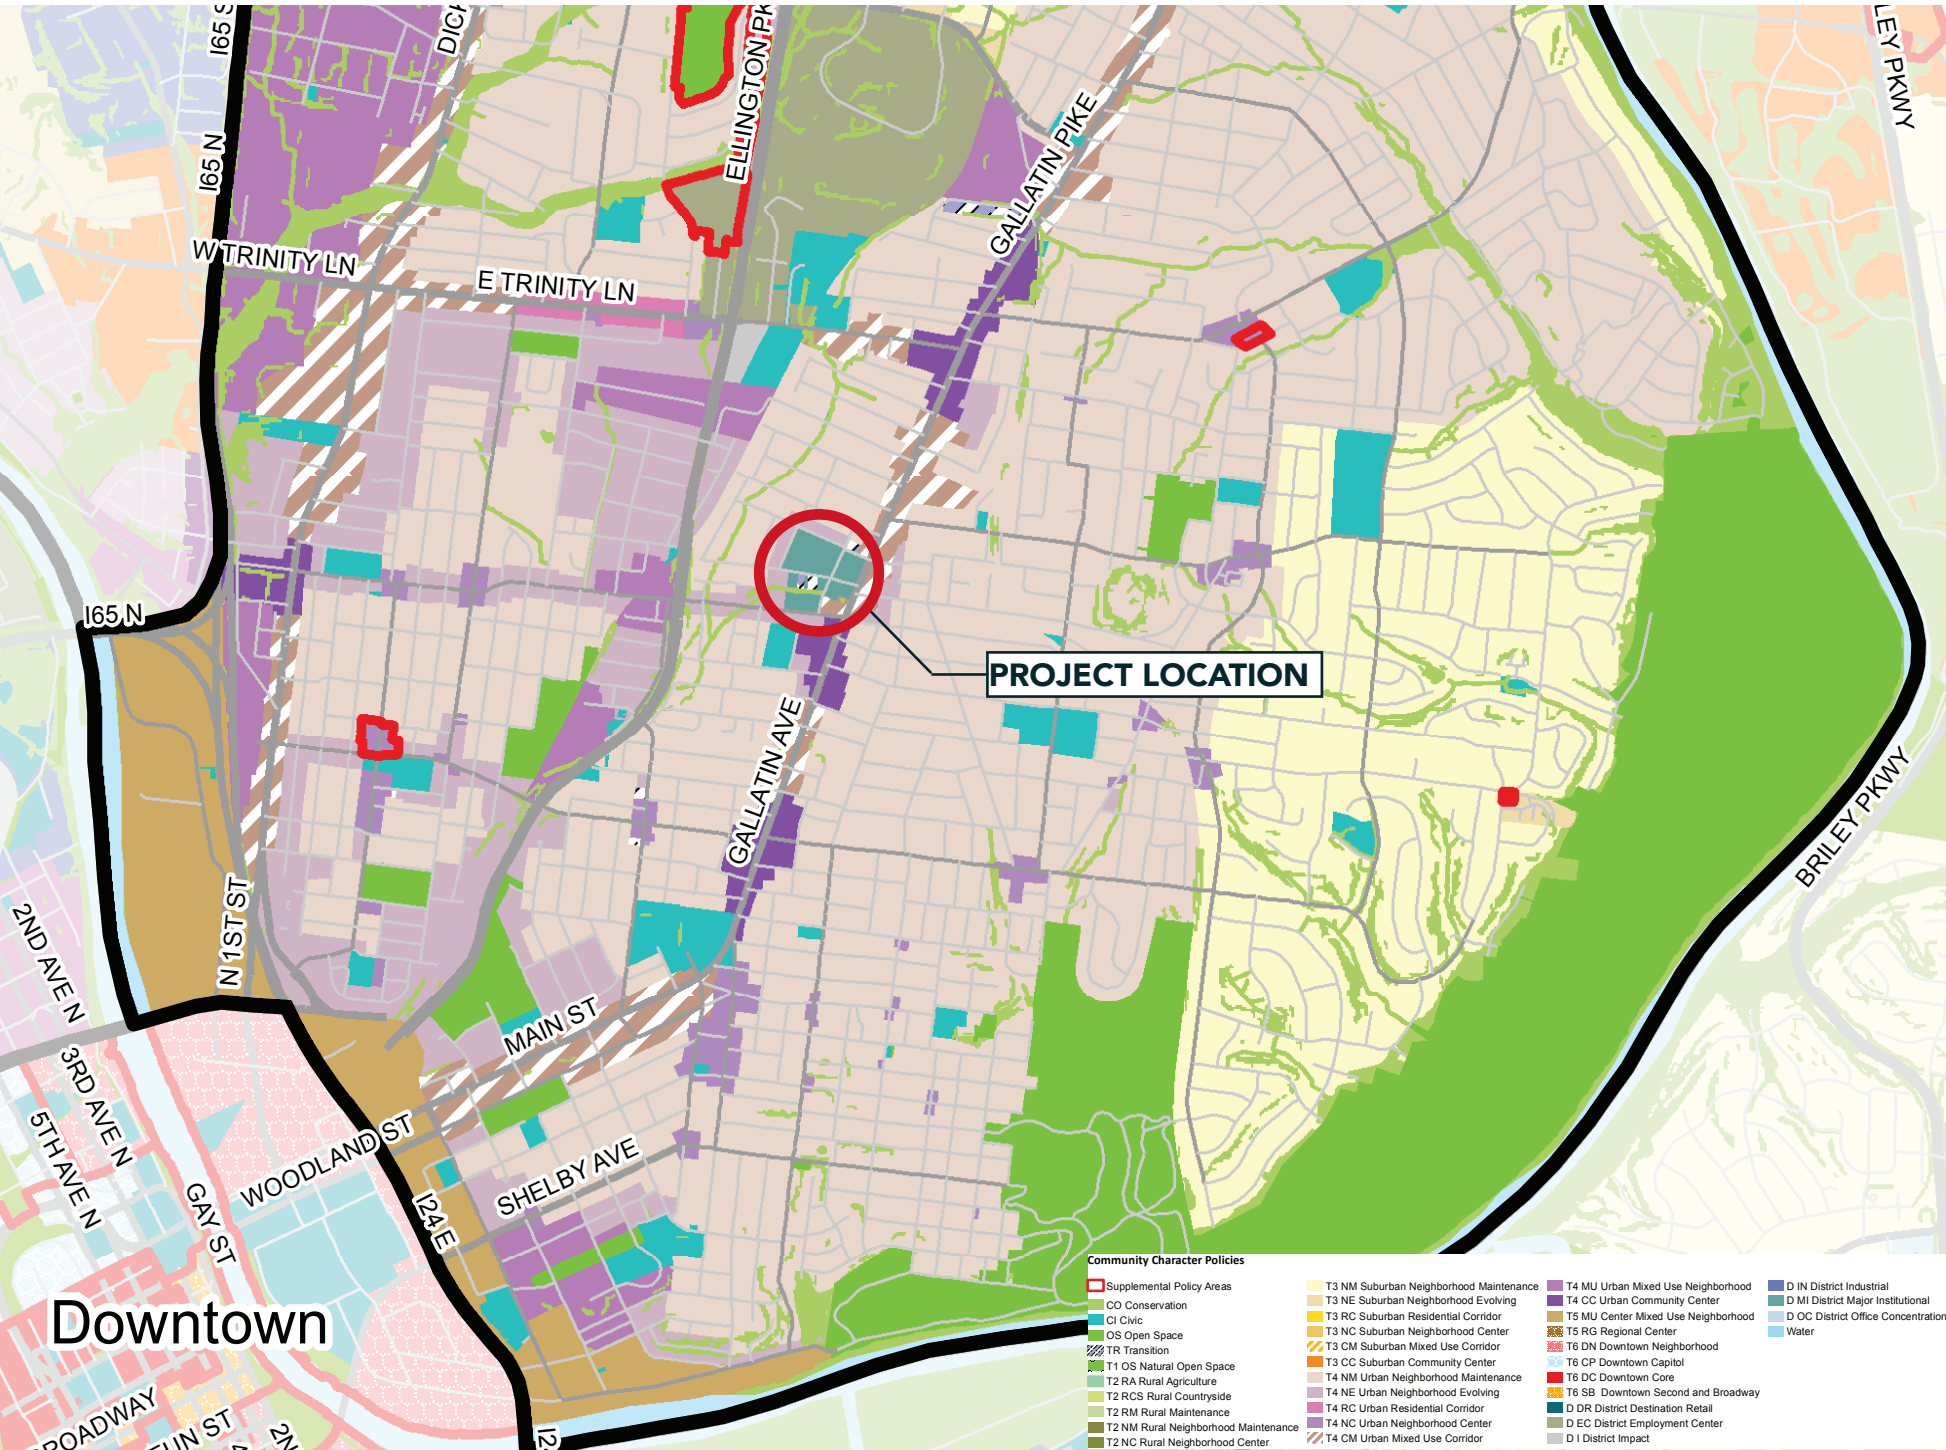 I65 S
DICK
ELLINGTON PK
LEY PKWY
I65 N
GALLATIN PIKE
W TRINITY LN
E TRINITY LN
I65 N
PROJECT LOCATION
GALLATIN AVE
BRILEY PKWY
N 1ST ST
2ND AVE N
MAIN ST
3RD AVE N
5TH AVE N
WOODLAND ST
SHELBY AVE
GAY ST
I24 E
Downtown
ROADWAY
2N
I2
Community Character Policies
Supplemental Policy Areas
CO Conservation
CI Civic
OS Open Space
TR Transition
T1 OS Natural Open Space
T2 RA Rural Agriculture
T2 RCS Rural Countryside
T2 RM Rural Maintenance
T2 NM Rural Neighborhood Maintenance
T2 NC Rural Neighborhood Center
T3 NM Suburban Neighborhood Maintenance
T3 NE Suburban Neighborhood Evolving
T3 RC Suburban Residential Corridor
T3 NC Suburban Neighborhood Center
T3 CM Suburban Mixed Use Corridor
T3 CC Suburban Community Center
T4 NM Urban Neighborhood Maintenance
T4 NE Urban Neighborhood Evolving
T4 RC Urban Residential Corridor
T4 NC Urban Neighborhood Center
T4 CM Urban Mixed Use Corridor
T4 MU Urban Mixed Use Neighborhood
T4 CC Urban Community Center
T5 MU Center Mixed Use Neighborhood
T5 RG Regional Center
T6 DN Downtown Neighborhood
T6 CP Downtown Capitol
T6 DC Downtown Core
T6 SB Downtown Second and Broadway
D DR District Destination Retail
D EC District Employment Center
D I District Impact
D IN District Industrial
D MI District Major Institutional
D OC District Office Concentration
Water